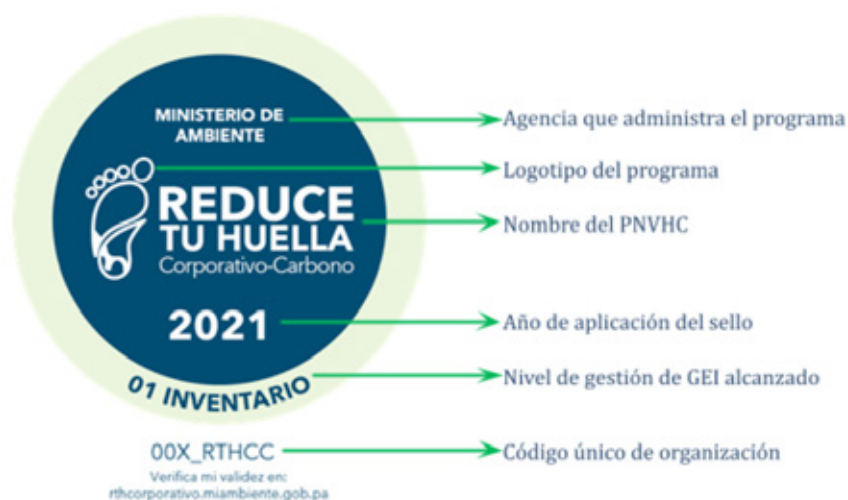 MINISTERIO DE
AMBIENTE
Agencia que administra el programa
Logotipo del programa
REDUCE
TU HUELLA
Corporativo-Carbono
Nombre del PNVHC
2021
Año de aplicación del sello
01 INVENTARIO
Nivel de gestión de GEI alcanzado
00X_RTHCC
Código único de organización
Verifica mi validez en:
rthcorporativo.miambiente.gob.pa